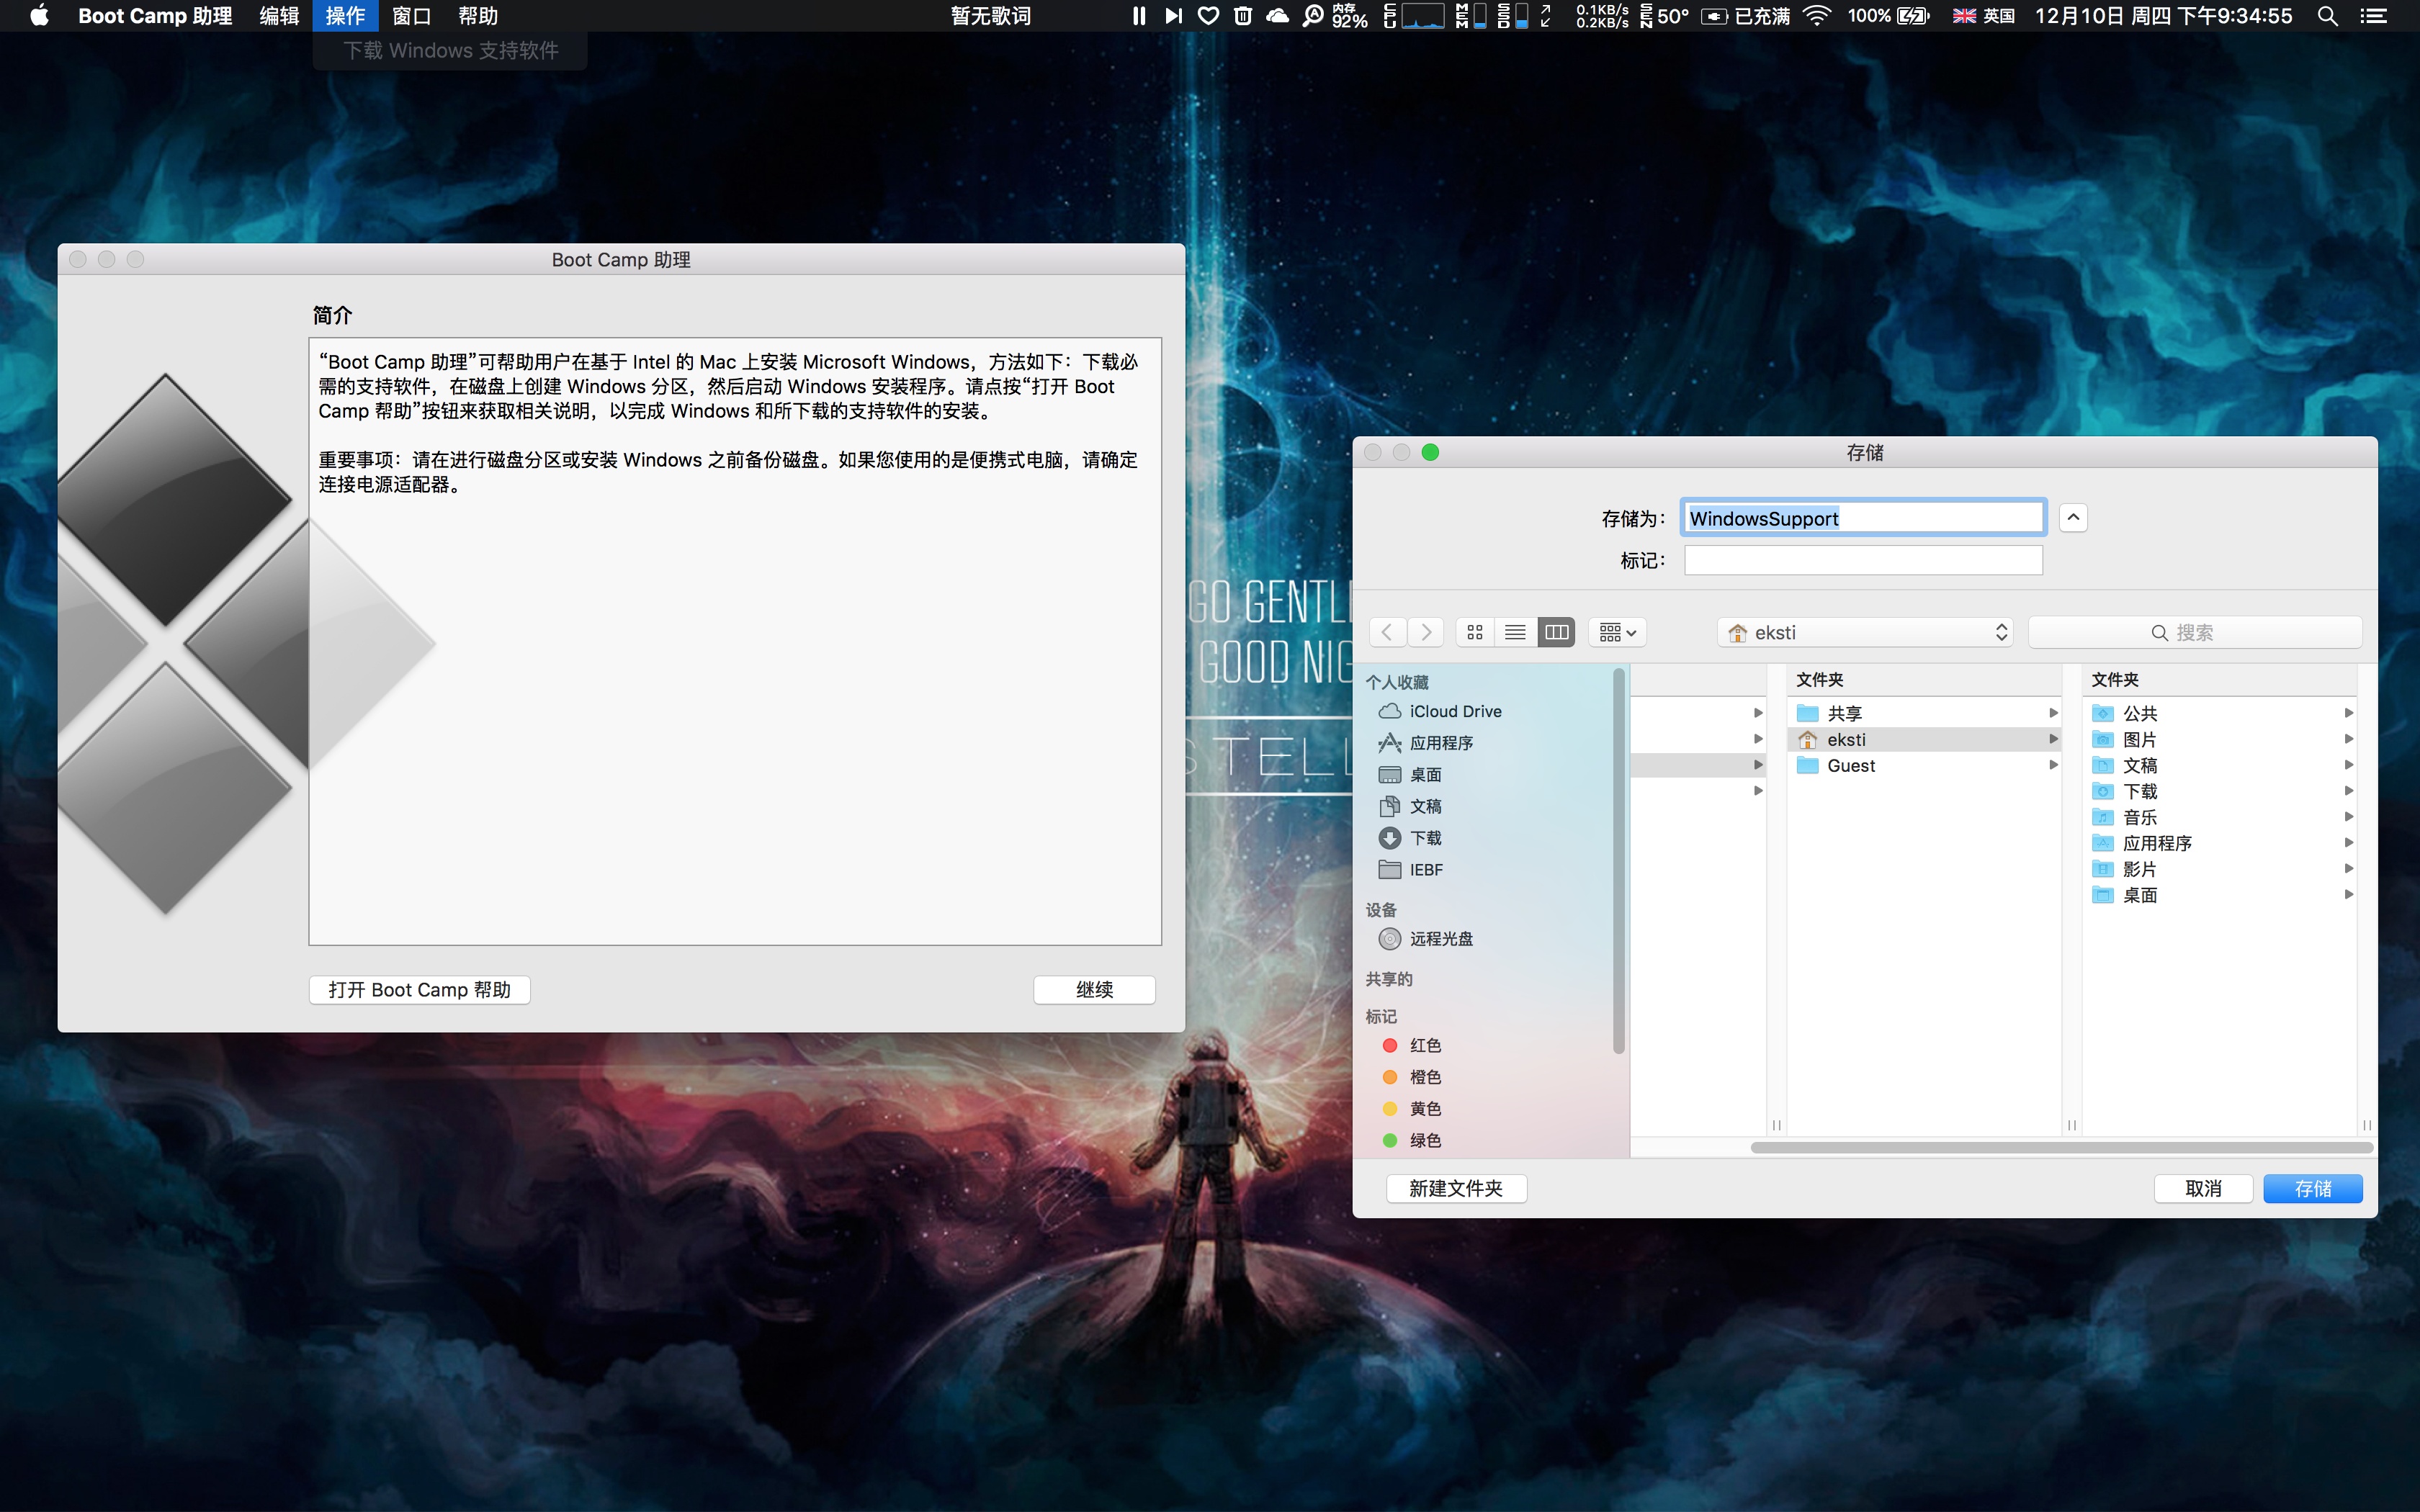 Boot Camp 助理 编辑 操作 窗口 帮助 暂无歌词 内存 92% CPU MEM SSD 0.1KB/s 0.2KB/s SEN 50° 已充满 100% 英国 12月10日 周四 下午9:34:55
下载 Windows 支持软件
Boot Camp 助理
简介
“Boot Camp 助理”可帮助用户在基于 Intel 的 Mac 上安装 Microsoft Windows，方法如下：下载必
需的支持软件，在磁盘上创建 Windows 分区，然后启动 Windows 安装程序。请点按“打开 Boot
Camp 帮助”按钮来获取相关说明，以完成 Windows 和所下载的支持软件的安装。
重要事项：请在进行磁盘分区或安装 Windows 之前备份磁盘。如果您使用的是便携式电脑，请确定
连接电源适配器。
打开 Boot Camp 帮助
继续
GO GENTL
GOOD NIG
STELL
存储
存储为： WindowsSupport
标记：
eksti
搜索
个人收藏
iCloud Drive
应用程序
桌面
文稿
下载
IEBF
设备
远程光盘
共享的
标记
红色
橙色
黄色
绿色
文件夹
共享
eksti
Guest
文件夹
公共
图片
文稿
下载
音乐
应用程序
影片
桌面
新建文件夹
取消
存储